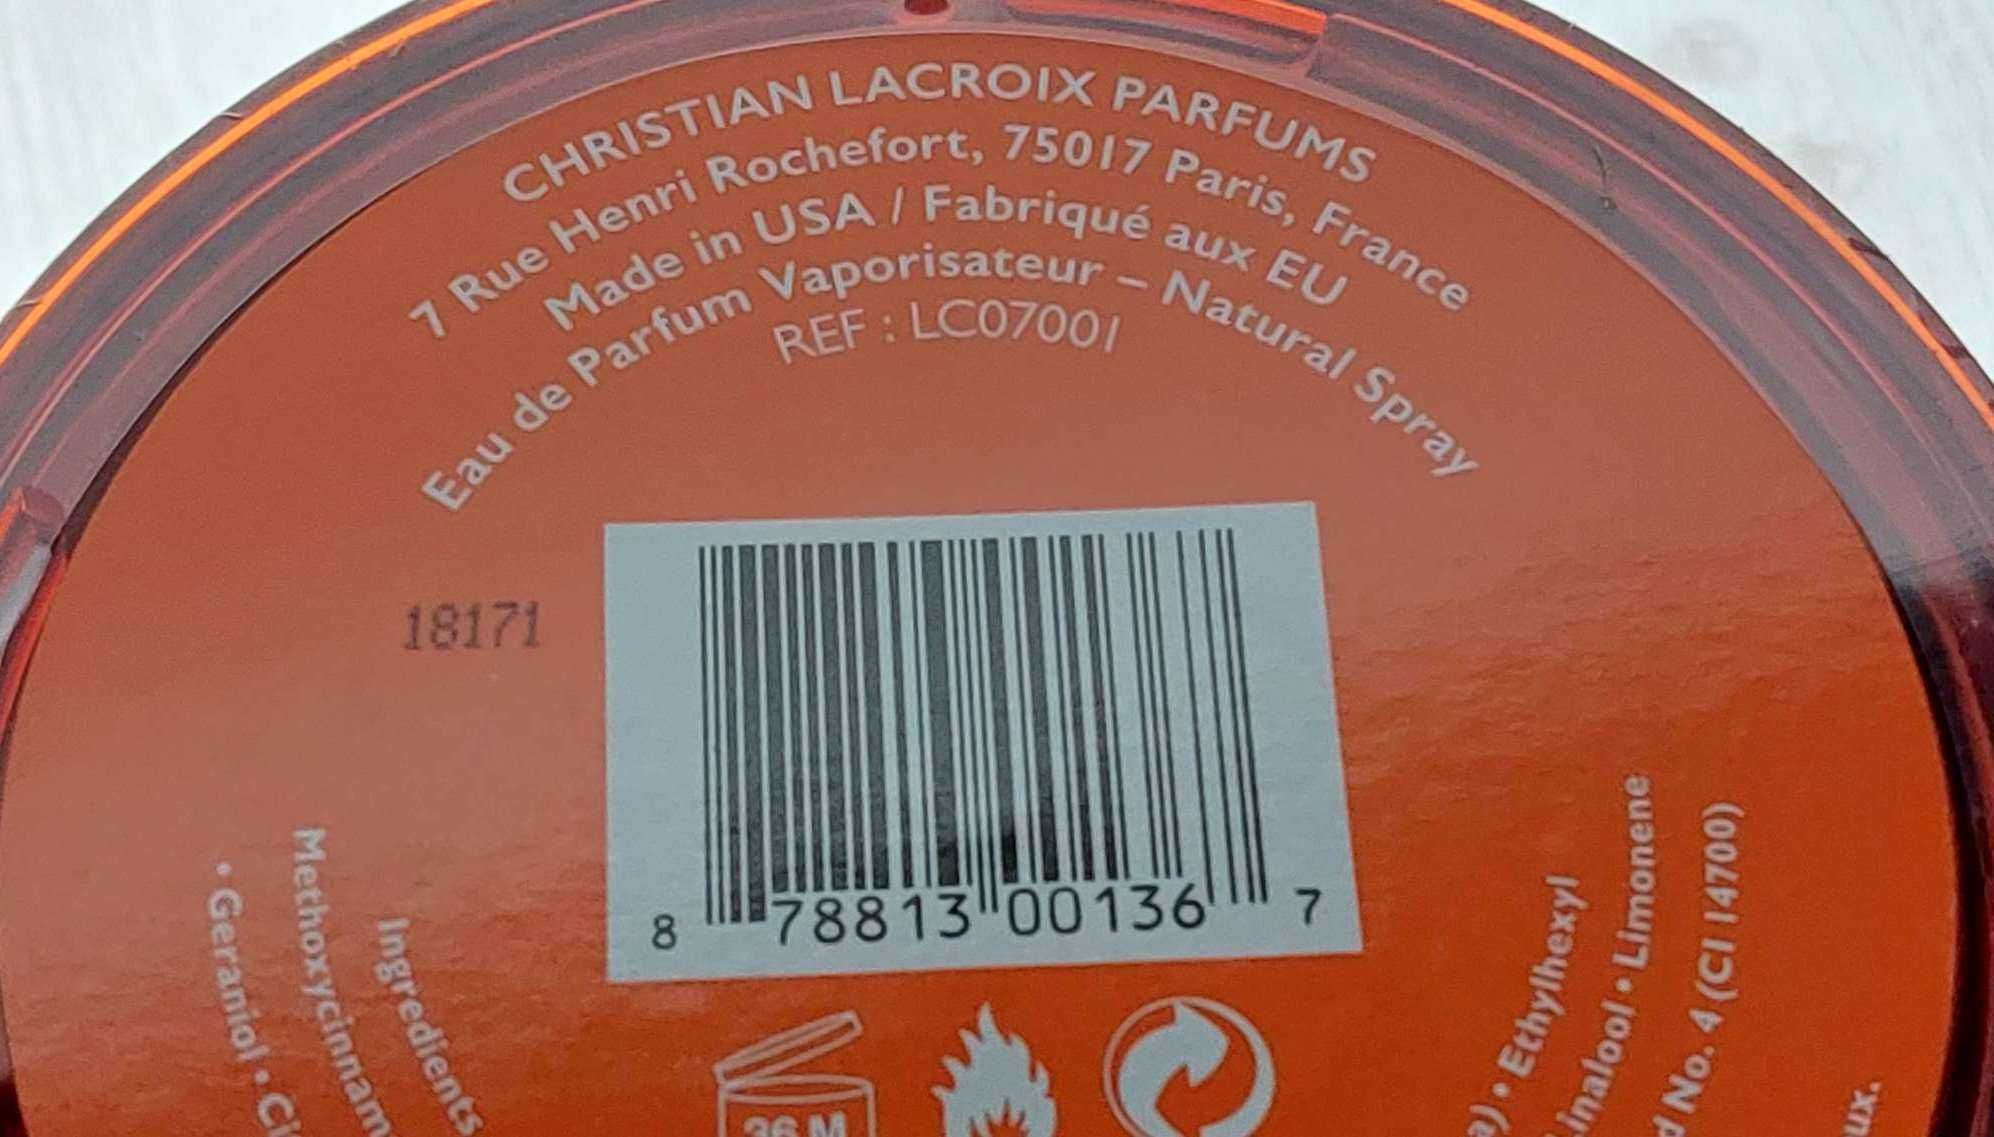 CHRISTIAN LACROIX PARFUMS
7 Rue Henri Rochefort, 75017 Paris, France
Made in USA / Fabriqué aux EU
Eau de Parfum Vaporisateur – Natural Spray
REF : LC07001
18171
8 78813 00136 7
Ingredients
Methoxycinnam
• Geraniol •
• Ethylhexyl
Linalool • Limonene
No. 4 (CI 14700)
36 M